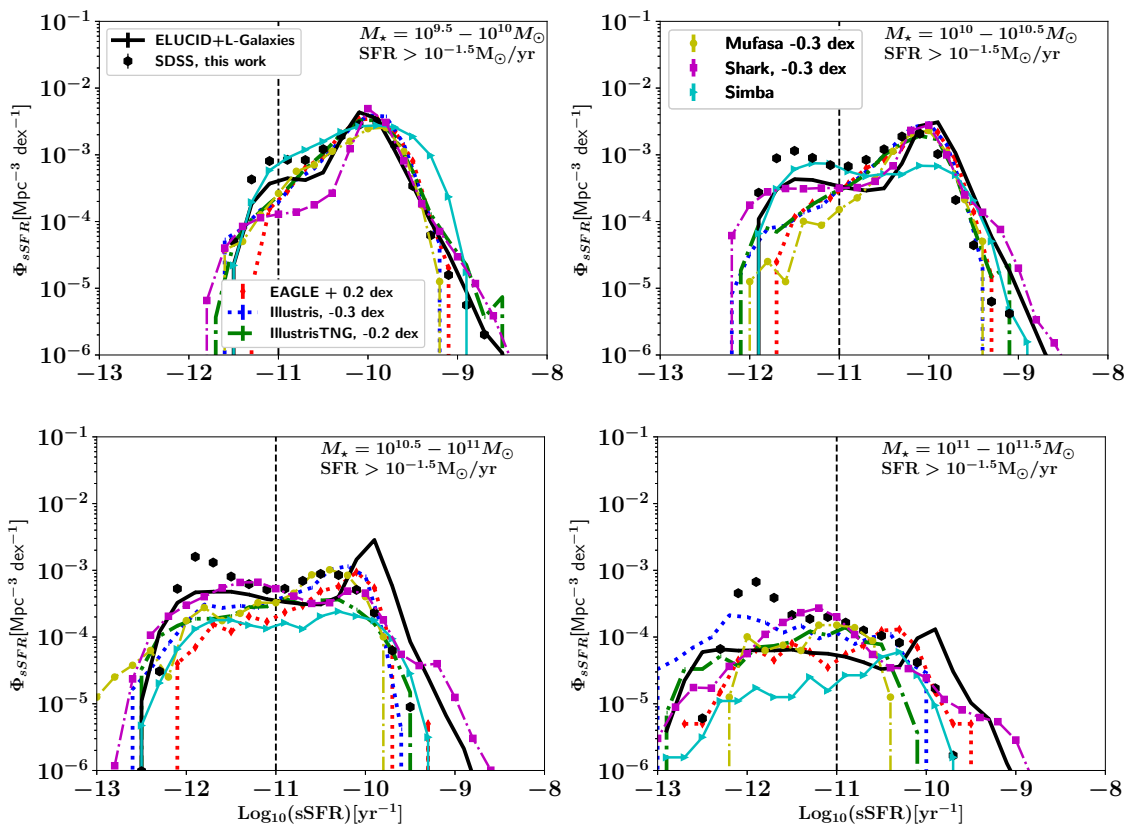 ELUCID+L-Galaxies
SDSS, this work
M⋆ = 10^9.5 − 10^10 M⊙
SFR > 10^−1.5 M⊙/yr
EAGLE + 0.2 dex
Illustris, -0.3 dex
IllustrisTNG, -0.2 dex
Φ_sSFR[Mpc^−3 dex^−1]
10^−1
10^−2
10^−3
10^−4
10^−5
10^−6
−13 −12 −11 −10 −9 −8
Mufasa -0.3 dex
Shark, -0.3 dex
Simba
M⋆ = 10^10 − 10^10.5 M⊙
SFR > 10^−1.5 M⊙/yr
Φ_sSFR[Mpc^−3 dex^−1]
10^−1
10^−2
10^−3
10^−4
10^−5
10^−6
−13 −12 −11 −10 −9 −8
M⋆ = 10^10.5 − 10^11 M⊙
SFR > 10^−1.5 M⊙/yr
Φ_sSFR[Mpc^−3 dex^−1]
10^−1
10^−2
10^−3
10^−4
10^−5
10^−6
−13 −12 −11 −10 −9 −8
Log10(sSFR)[yr^−1]
M⋆ = 10^11 − 10^11.5 M⊙
SFR > 10^−1.5 M⊙/yr
Φ_sSFR[Mpc^−3 dex^−1]
10^−1
10^−2
10^−3
10^−4
10^−5
10^−6
−13 −12 −11 −10 −9 −8
Log10(sSFR)[yr^−1]